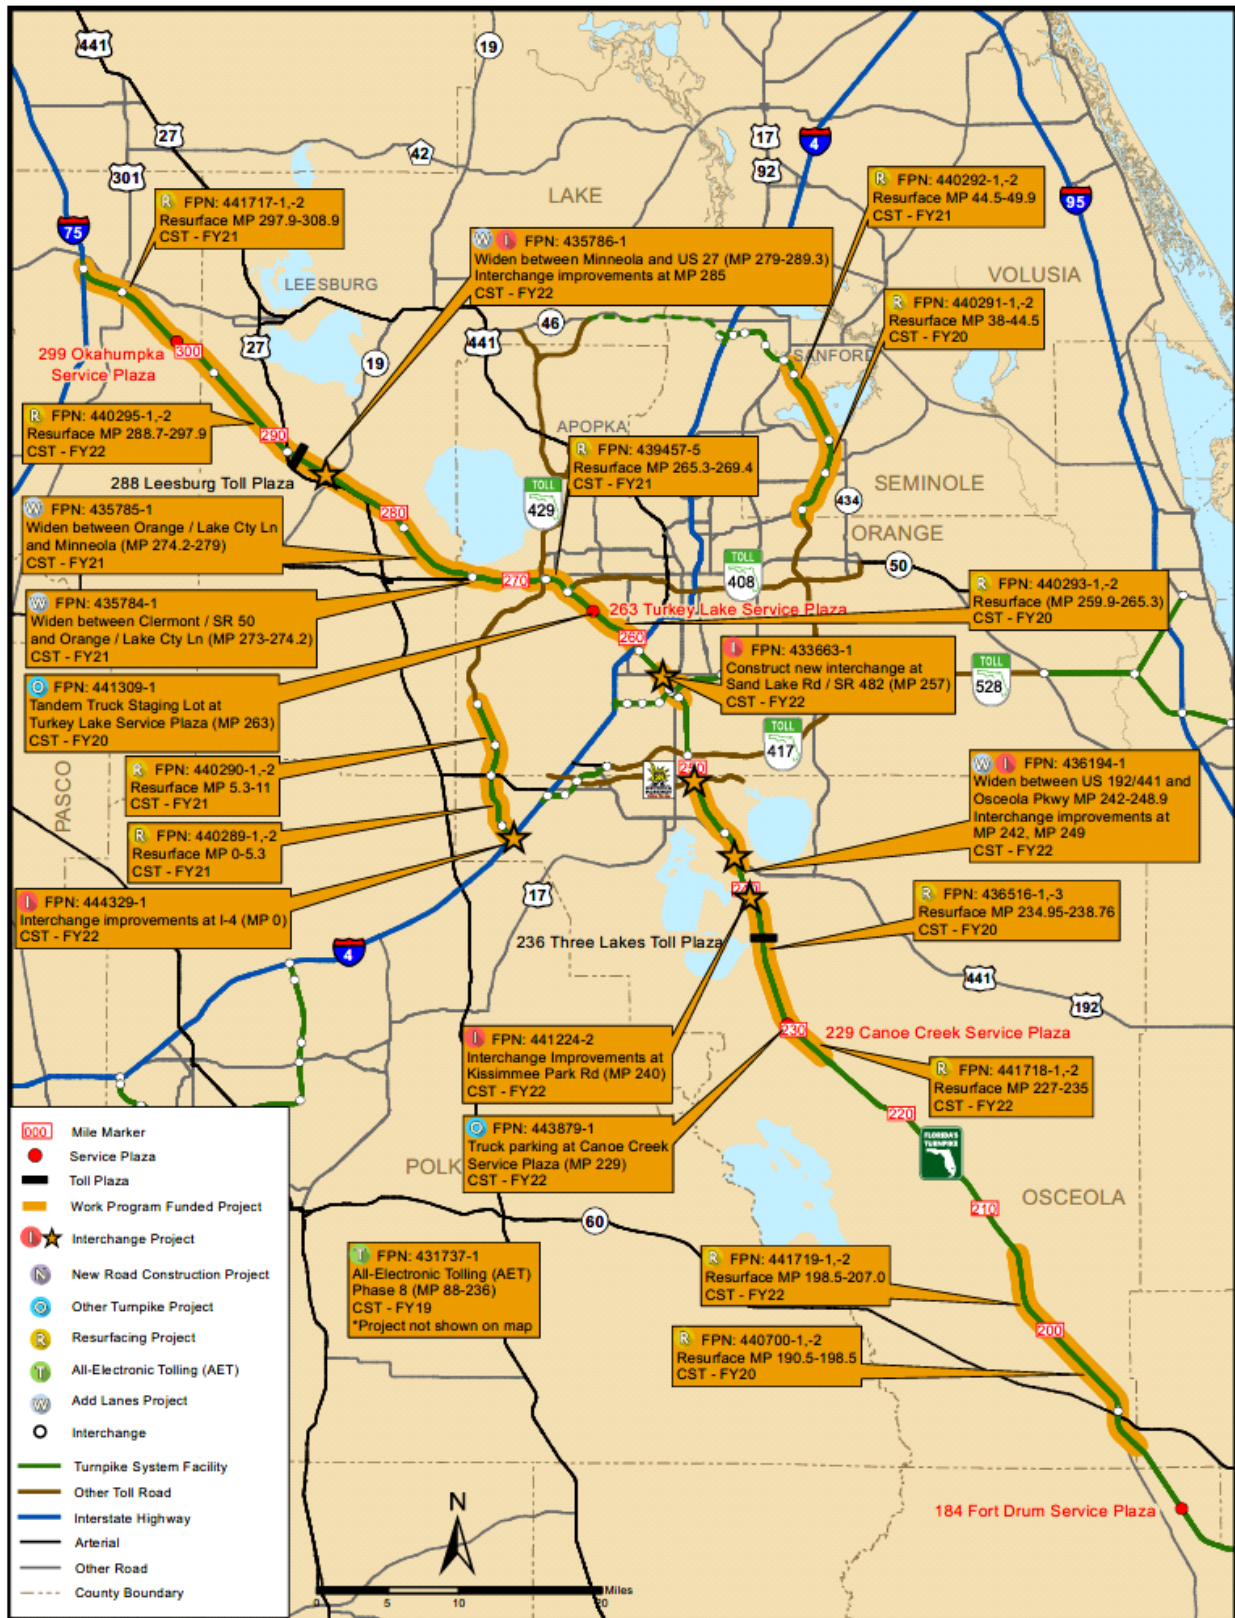 441
19
27
42
17
92
4
301
LAKE
95
R FPN: 440292-1,-2
Resurface MP 44.5-49.9
CST - FY21
R FPN: 441717-1,-2
Resurface MP 297.9-308.9
CST - FY21
75
W I FPN: 435786-1
Widen between Minneola and US 27 (MP 279-289.3)
Interchange improvements at MP 285
CST - FY22
VOLUSIA
LEESBURG
R FPN: 440291-1,-2
Resurface MP 38-44.5
CST - FY20
46
441
27
19
SANFORD
300
299 Okahumpka
Service Plaza
R FPN: 440295-1,-2
Resurface MP 288.7-297.9
CST - FY22
290
APOPKA
R FPN: 439457-5
Resurface MP 265.3-269.4
CST - FY21
288 Leesburg Toll Plaza
TOLL
429
434
SEMINOLE
W FPN: 435785-1
Widen between Orange / Lake Cty Ln
and Minneola (MP 274.2-279)
CST - FY21
280
ORANGE
TOLL
408
50
270
R FPN: 440293-1,-2
Resurface (MP 259.9-265.3)
CST - FY20
W FPN: 435784-1
Widen between Clermont / SR 50
and Orange / Lake Cty Ln (MP 273-274.2)
CST - FY21
263 Turkey Lake Service Plaza
260
I FPN: 433663-1
Construct new interchange at
Sand Lake Rd / SR 482 (MP 257)
CST - FY22
TOLL
528
O FPN: 441309-1
Tandem Truck Staging Lot at
Turkey Lake Service Plaza (MP 263)
CST - FY20
TOLL
417
R FPN: 440290-1,-2
Resurface MP 5.3-11
CST - FY21
250
W I FPN: 436194-1
Widen between US 192/441 and
Osceola Pkwy MP 242-248.9
Interchange improvements at
MP 242, MP 249
CST - FY22
PASCO
R FPN: 440289-1,-2
Resurface MP 0-5.3
CST - FY21
I FPN: 444329-1
Interchange improvements at I-4 (MP 0)
CST - FY22
17
240
R FPN: 436516-1,-3
Resurface MP 234.95-238.76
CST - FY20
236 Three Lakes Toll Plaza
4
441
192
230
229 Canoe Creek Service Plaza
I FPN: 441224-2
Interchange Improvements at
Kissimmee Park Rd (MP 240)
CST - FY22
R FPN: 441718-1,-2
Resurface MP 227-235
CST - FY22
220
O FPN: 443879-1
Truck parking at Canoe Creek
Service Plaza (MP 229)
CST - FY22
FLORIDA'S
TURNPIKE
POLK
OSCEOLA
210
60
T FPN: 431737-1
All-Electronic Tolling (AET)
Phase 8 (MP 88-236)
CST - FY19
*Project not shown on map
R FPN: 441719-1,-2
Resurface MP 198.5-207.0
CST - FY22
200
R FPN: 440700-1,-2
Resurface MP 190.5-198.5
CST - FY20
184 Fort Drum Service Plaza
000 Mile Marker
Service Plaza
Toll Plaza
Work Program Funded Project
I Interchange Project
N New Road Construction Project
O Other Turnpike Project
R Resurfacing Project
T All-Electronic Tolling (AET)
W Add Lanes Project
Interchange
Turnpike System Facility
Other Toll Road
Interstate Highway
Arterial
Other Road
County Boundary
N
0 5 10 20 Miles